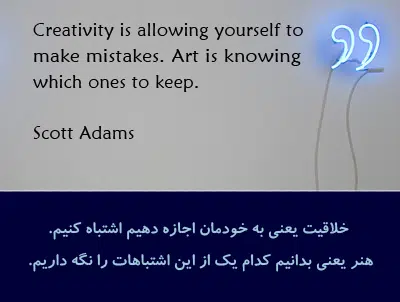 Creativity is allowing yourself to
make mistakes. Art is knowing
which ones to keep.
Scott Adams
خلاقیت یعنی به خودمان اجازه دهیم اشتباه کنیم.
هنر یعنی بدانیم کدام یک از این اشتباهات را نگه داریم.